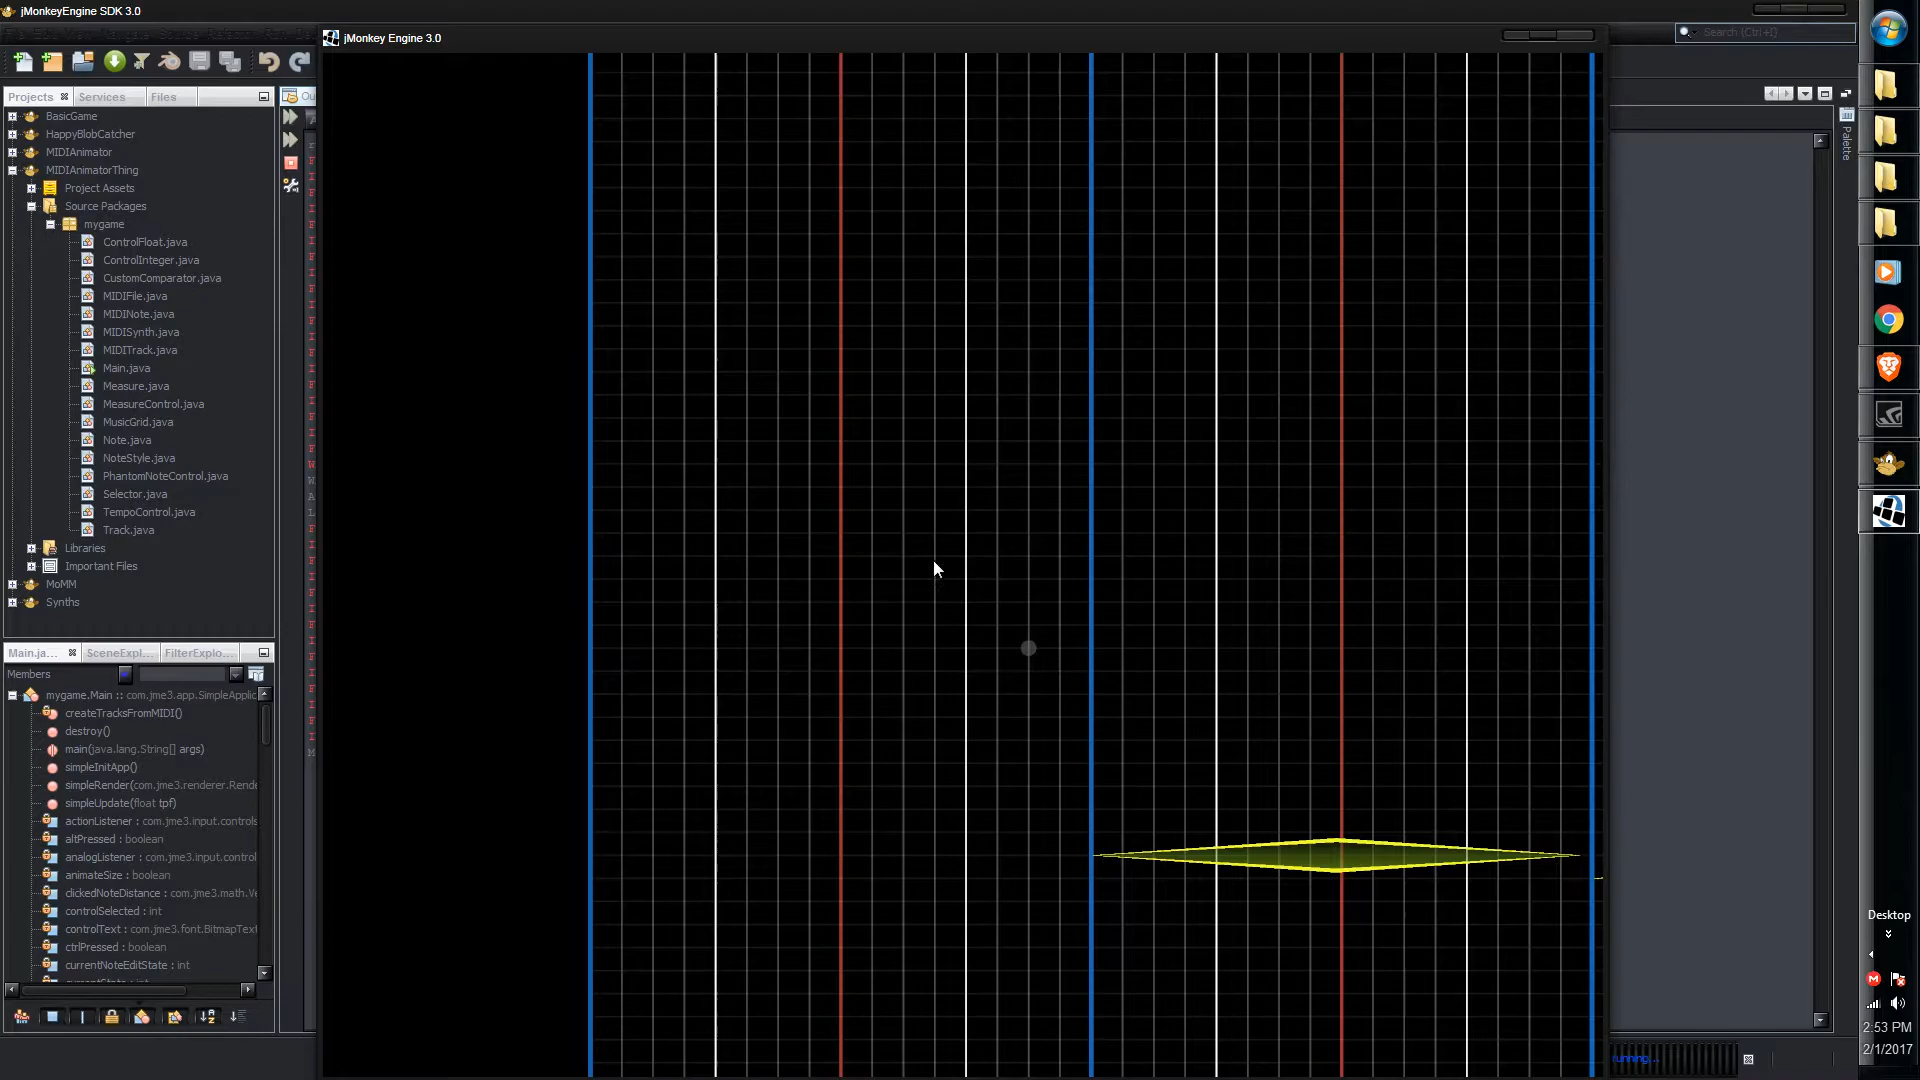 jMonkeyEngine SDK 3.0
jMonkey Engine 3.0
Search (Ctrl+I)
Projects
Services
Files
Ou
BasicGame
HappyBlobCatcher
MIDIAnimator
MIDIAnimatorThing
Project Assets
Source Packages
mygame
ControlFloat.java
ControlInteger.java
CustomComparator.java
MIDIFile.java
MIDINote.java
MIDISynth.java
MIDITrack.java
Main.java
Measure.java
MeasureControl.java
MusicGrid.java
Note.java
NoteStyle.java
PhantomNoteControl.java
Selector.java
TempoControl.java
Track.java
Libraries
Important Files
MoMM
Synths
Palette
Main.ja...
SceneExpl...
FilterExplo...
Members
mygame.Main :: com.jme3.app.SimpleApplic
createTracksFromMIDI()
destroy()
main(java.lang.String[] args)
simpleInitApp()
simpleRender(com.jme3.renderer.Rende
simpleUpdate(float tpf)
actionListener : com.jme3.input.controls
altPressed : boolean
analogListener : com.jme3.input.control
animateSize : boolean
clickedNoteDistance : com.jme3.math.Ve
controlSelected : int
controlText : com.jme3.font.BitmapText
ctrlPressed : boolean
currentNoteEditState : int
running...
Desktop
2:53 PM
2/1/2017